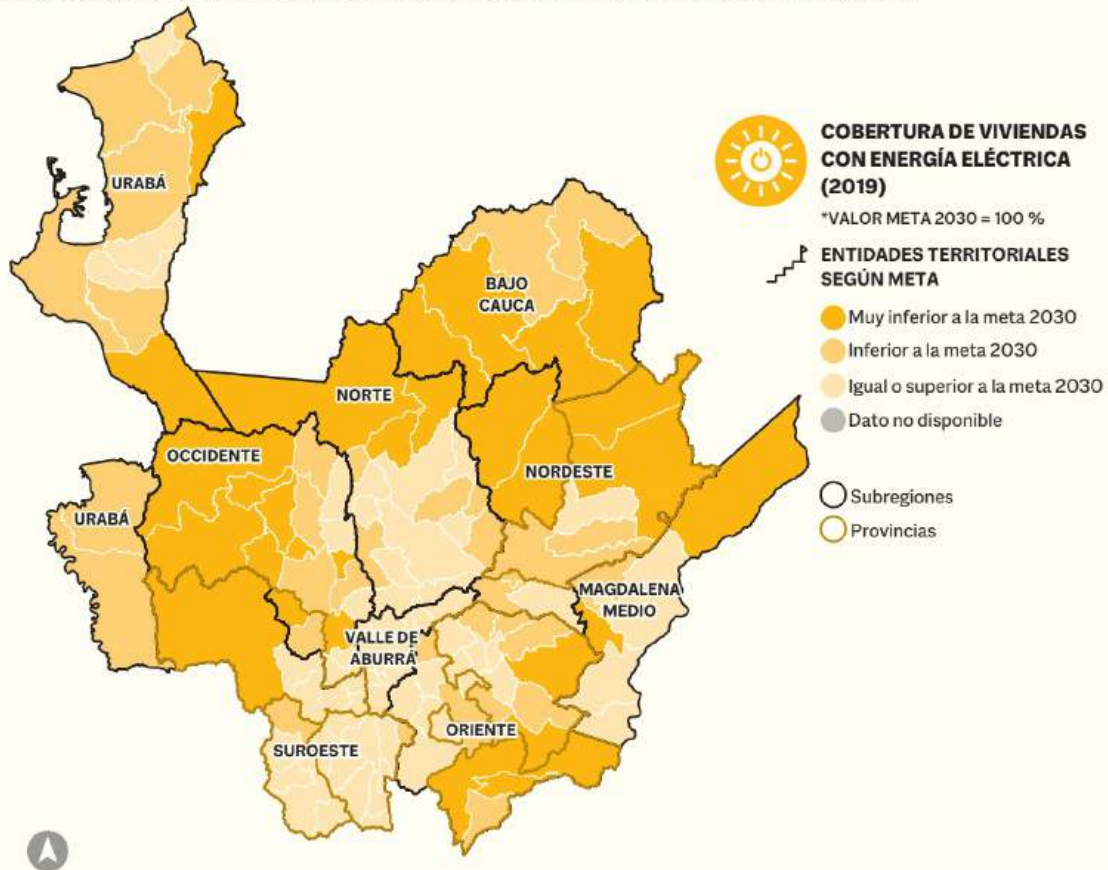 COBERTURA DE VIVIENDAS
CON ENERGÍA ELÉCTRICA
(2019)
*VALOR META 2030 = 100 %
ENTIDADES TERRITORIALES
SEGÚN META
Muy inferior a la meta 2030
Inferior a la meta 2030
Igual o superior a la meta 2030
Dato no disponible
Subregiones
Provincias
URABÁ
BAJO
CAUCA
NORTE
OCCIDENTE
NORDESTE
URABÁ
MAGDALENA
MEDIO
VALLE DE
ABURRÁ
ORIENTE
SUROESTE